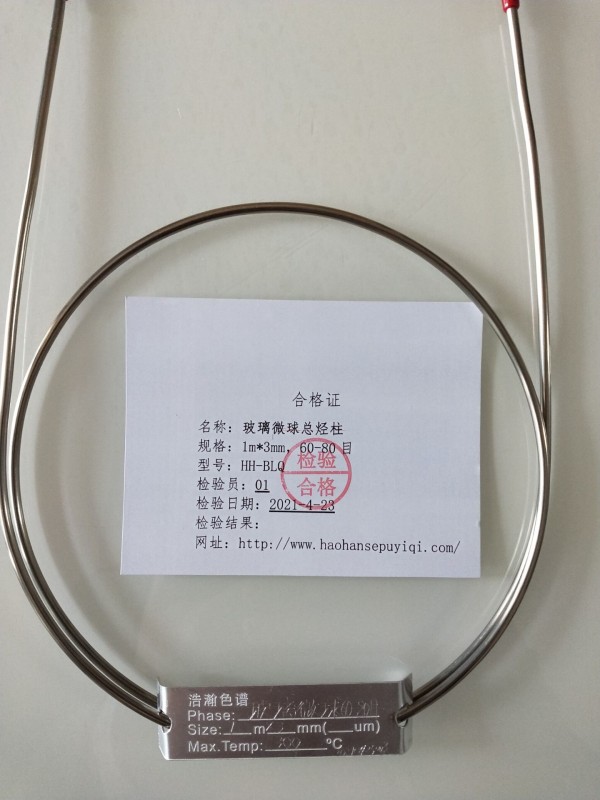 合格证
名称: 玻璃微球总烃柱
规格: 1m*3mm, 60-80 目
型号: HH-BLQ
检验员: 01
检验日期: 2021-4-23
检验结果:
网址: http://www.haohansepuyiqi.com/
检验
合格
浩瀚色谱
Phase:
Size: m mm( um)
Max.Temp: ºC